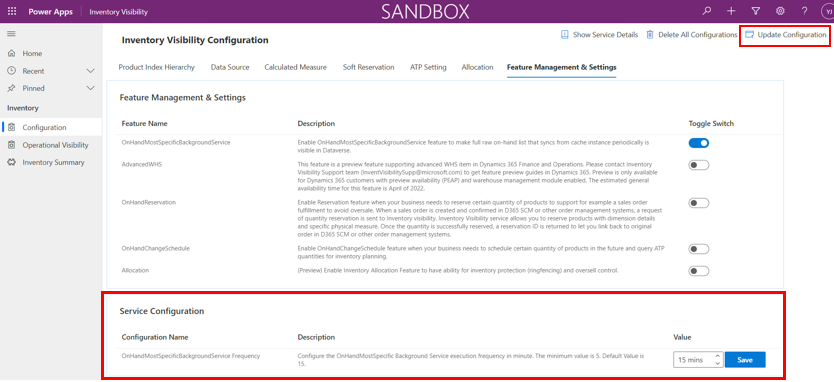 Power Apps Inventory Visibility SANDBOX YJ
Home
Recent
Pinned
Inventory
Configuration
Operational Visibility
Inventory Summary
Inventory Visibility Configuration
Show Service Details Delete All Configurations Update Configuration
Product Index Hierarchy Data Source Calculated Measure Soft Reservation ATP Setting Allocation Feature Management & Settings
Feature Management & Settings
Feature Name Description Toggle Switch
OnHandMostSpecificBackgroundService Enable OnHandMostSpecificBackgroundService feature to make full raw on-hand list that syncs from cache instance periodically is
visible in Dataverse.
AdvancedWHS This feature is a preview feature supporting advanced WHS item in Dynamics 365 Finance and Operations. Please contact Inventory
Visibility Support team (InventVisibilitySupp@microsoft.com) to get feature preview guides in Dynamics 365. Preview is only available
for Dynamics 365 customers with preview availability (PEAP) and warehouse management module enabled. The estimated general
availability time for this feature is April of 2022.
OnHandReservation Enable Reservation feature when your business needs to reserve certain quantity of products to support for example a sales order
fulfillment to avoid oversale. When a sales order is created and confirmed in D365 SCM or other order management systems, a request
of quantity reservation is sent to Inventory visibility. Inventory Visibility service allows you to reserve products with dimension details
and specific physical measure. Once the quantity is successfully reserved, a reservation ID is returned to let you link back to original
order in D365 SCM or other order management systems.
OnHandChangeSchedule Enable OnHandChangeSchedule feature when your business needs to schedule certain quantity of products in the future and query ATP
quantities for inventory planning.
Allocation (Preview) Enable Inventory Allocation Feature to have ability for inventory protection (ringfencing) and oversell control.
Service Configuration
Configuration Name Description Value
OnHandMostSpecificBackgroundService Frequency Configure the OnHandMostSpecific Background Service execution frequency in minute. The minimum value is 5. Default Value is
15.
15 mins Save